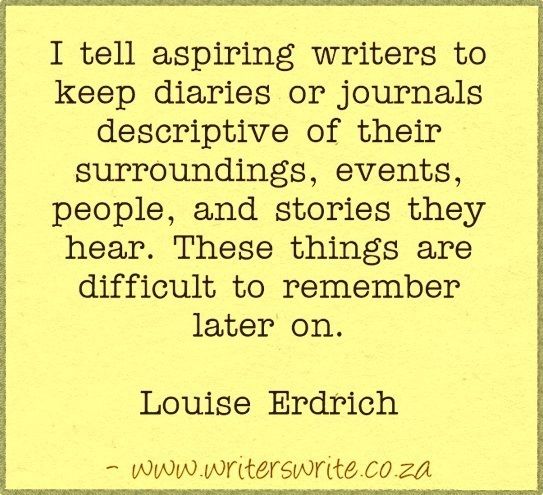 I tell aspiring writers to
keep diaries or journals
descriptive of their
surroundings, events,
people, and stories they
hear. These things are
difficult to remember
later on.
Louise Erdrich
- www.writerswrite.co.za